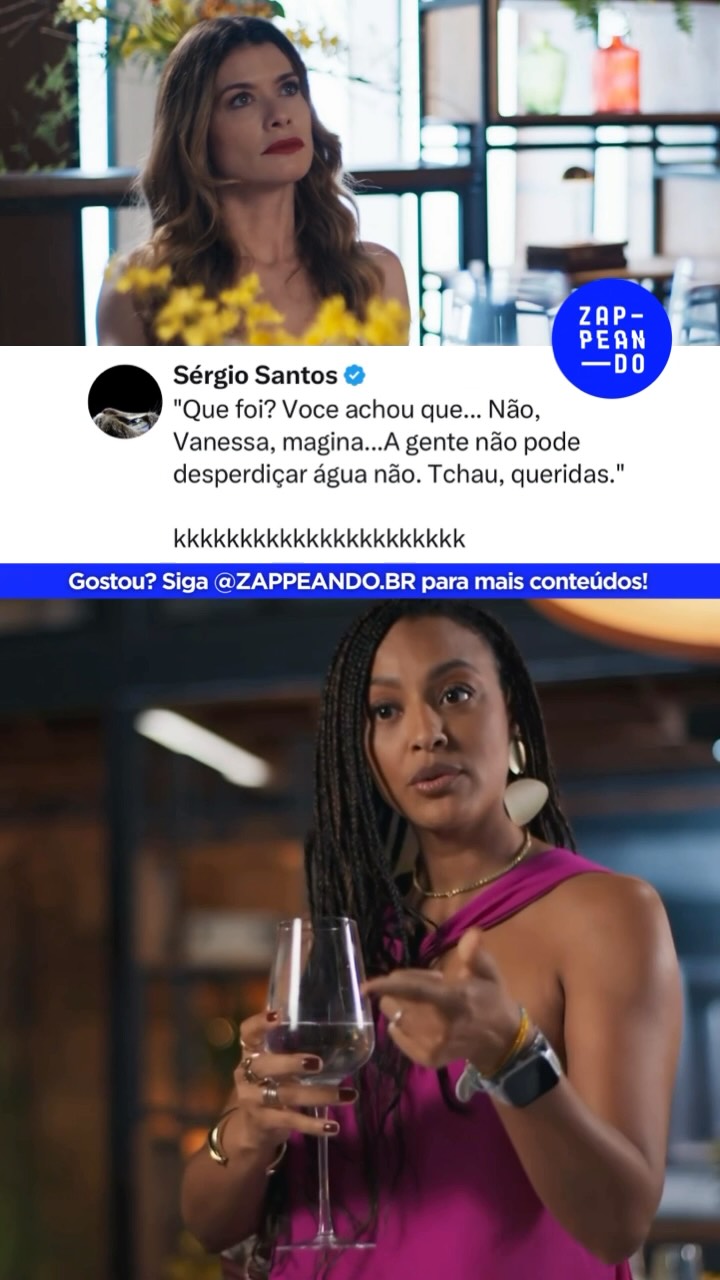 ZAP-
PEAN
—DO
Sérgio Santos
"Que foi? Voce achou que... Não,
Vanessa, magina...A gente não pode
desperdiçar água não. Tchau, queridas."
kkkkkkkkkkkkkkkkkkkkkk
Gostou? Siga @ZAPPEANDO.BR para mais conteúdos!